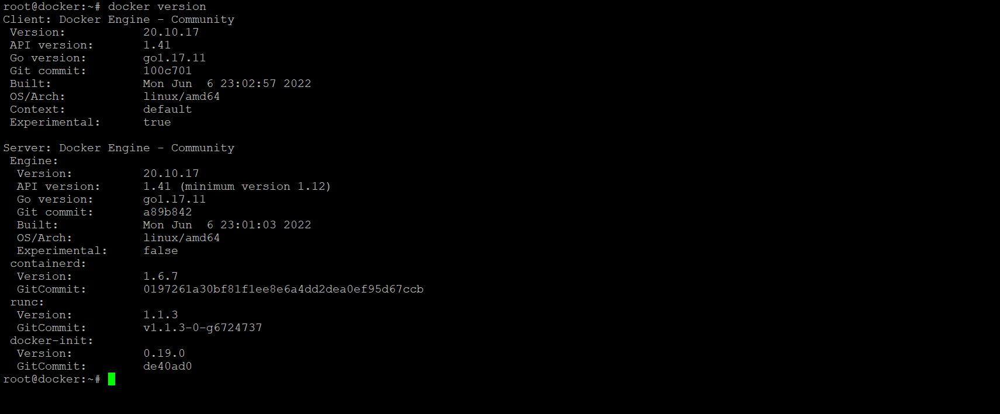 root@docker:~# docker version
Client: Docker Engine - Community
 Version:           20.10.17
 API version:       1.41
 Go version:        go1.17.11
 Git commit:        100c701
 Built:             Mon Jun  6 23:02:57 2022
 OS/Arch:           linux/amd64
 Context:           default
 Experimental:      true

Server: Docker Engine - Community
 Engine:
  Version:          20.10.17
  API version:      1.41 (minimum version 1.12)
  Go version:       go1.17.11
  Git commit:       a89b842
  Built:            Mon Jun  6 23:01:03 2022
  OS/Arch:          linux/amd64
  Experimental:     false
 containerd:
  Version:          1.6.7
  GitCommit:        0197261a30bf81f1ee8e6a4dd2dea0ef95d67ccb
 runc:
  Version:          1.1.3
  GitCommit:        v1.1.3-0-g6724737
 docker-init:
  Version:          0.19.0
  GitCommit:        de40ad0
root@docker:~#